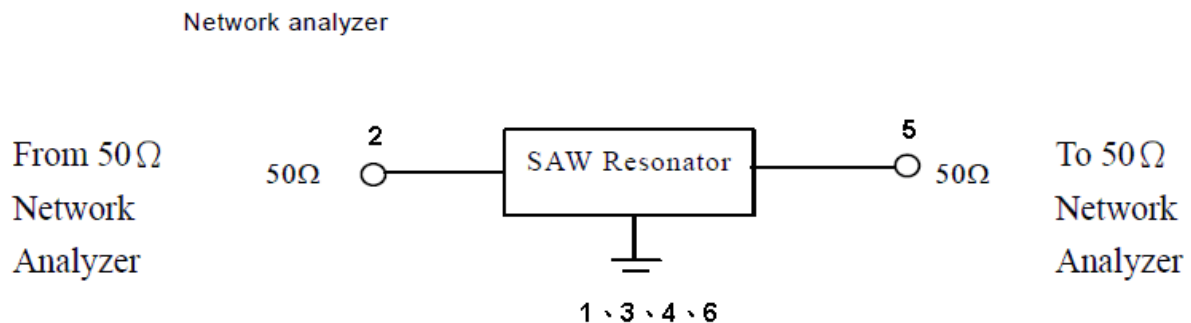 Network analyzer
From 50Ω
Network
Analyzer
50Ω
2
SAW Resonator
5
50Ω
To 50Ω
Network
Analyzer
1、3、4、6